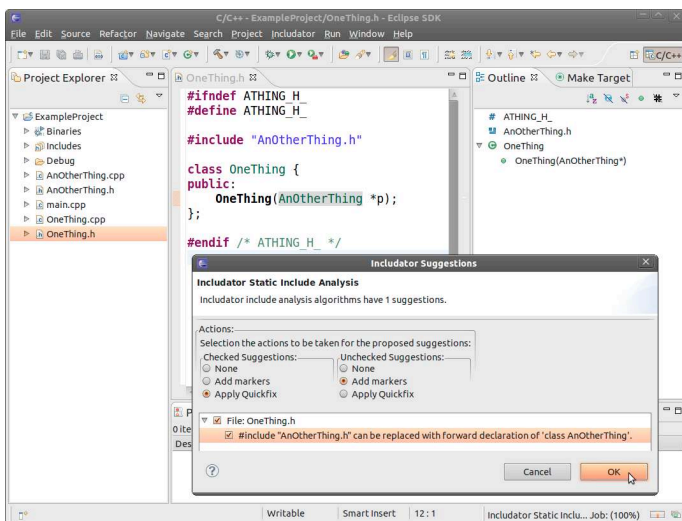 C/C++ - ExampleProject/OneThing.h - Eclipse SDK
File Edit Source Refactor Navigate Search Project Includator Run Window Help
C/C++
Project Explorer
ExampleProject
Binaries
Includes
Debug
AnOtherThing.cpp
AnOtherThing.h
main.cpp
OneThing.cpp
OneThing.h
OneThing.h
#ifndef ATHING_H_
#define ATHING_H_
#include "AnOtherThing.h"
class OneThing {
public:
OneThing(AnOtherThing *p);
};
#endif /* ATHING_H_ */
Outline Make Target
ATHING_H_
AnOtherThing.h
OneThing
OneThing(AnOtherThing*)
P
0 ite
Des
Includator Suggestions
Includator Static Include Analysis
Includator include analysis algorithms have 1 suggestions.
Actions:
Selection the actions to be taken for the proposed suggestions:
Checked Suggestions: Unchecked Suggestions:
None None
Add markers Add markers
Apply Quickfix Apply Quickfix
File: OneThing.h
#include "AnOtherThing.h" can be replaced with forward declaration of 'class AnOtherThing'.
? Cancel OK
Writable Smart Insert 12 : 1 Includator Static Inclu... Job: (100%)